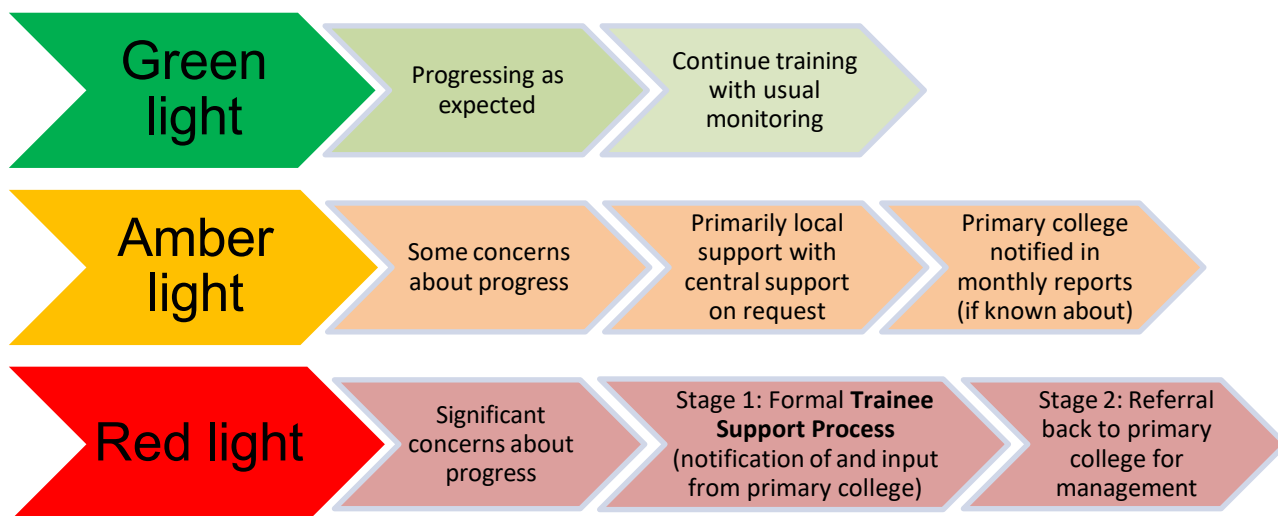 Green
light
Progressing as
expected
Continue training
with usual
monitoring
Amber
light
Some concerns
about progress
Primarily local
support with
central support
on request
Primary college
notified in
monthly reports
(if known about)
Red light
Significant
concerns about
progress
Stage 1: Formal Trainee
Support Process
(notification of and input
from primary college)
Stage 2: Referral
back to primary
college for
management